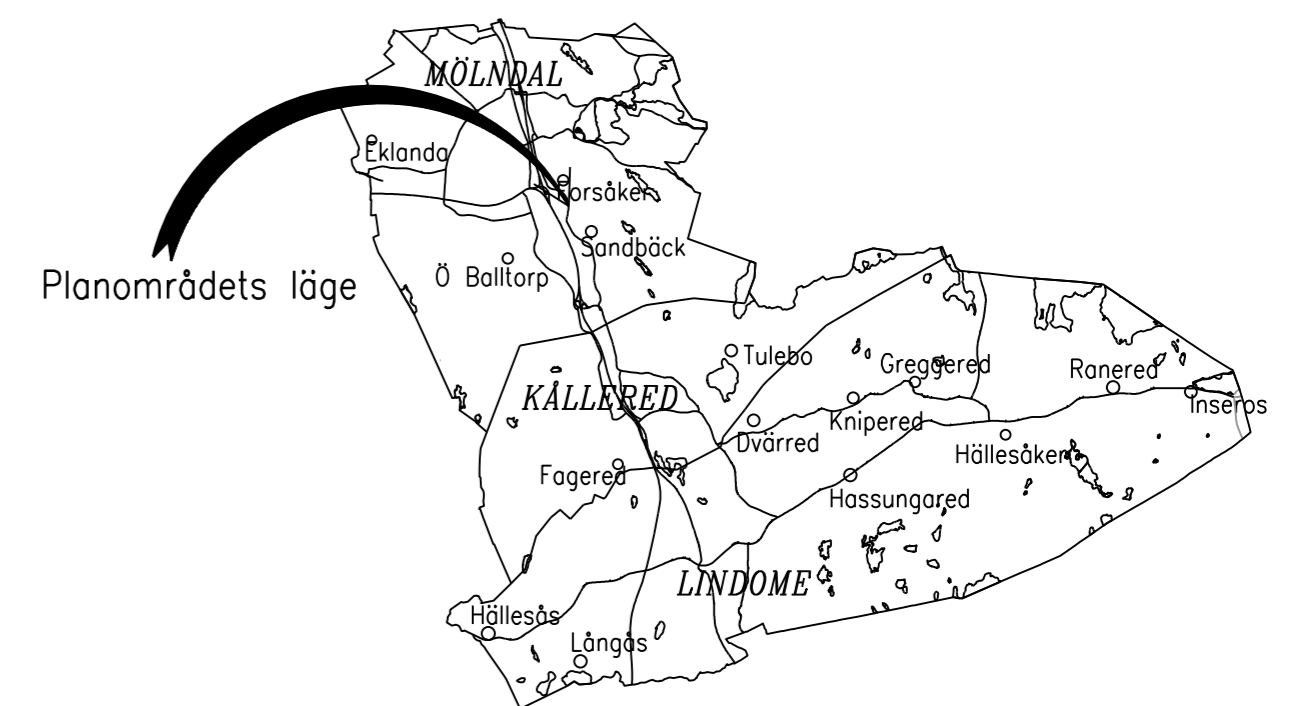 MÖLNDAL
Eklanda
Forsåker
Sandbäck
Ö Balltorp
Planområdets läge
Tulebo
Greggered
Ranered
KÅLLERED
Inseros
Knipered
Dvärred
Hällesåker
Fagered
Hassungared
LINDOME
Hällesås
Långås